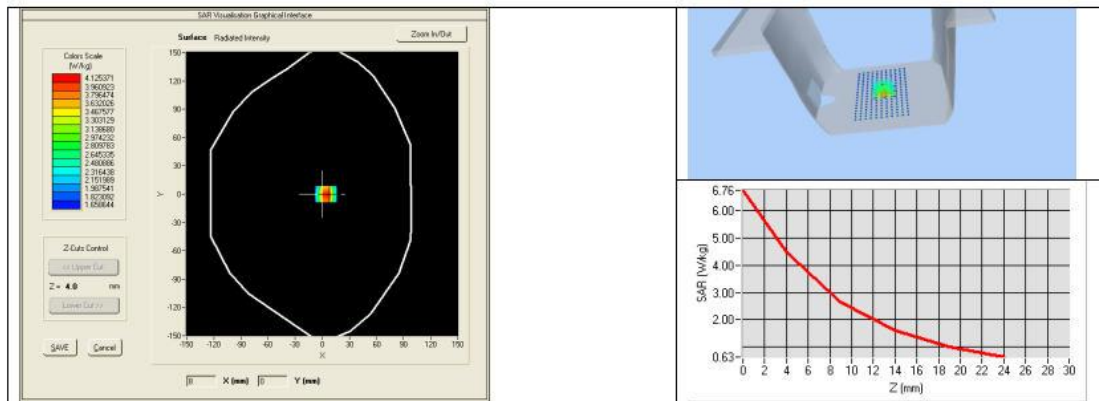 SAR Visualisation Graphical Interface
Surface Radiated Intensity
Zoom In/Out
Colors Scale
(W/kg)
4.125371
3.960923
3.796474
3.632026
3.467577
3.303129
3.138680
2.974232
2.809783
2.645335
2.480886
2.316438
2.151989
1.987541
1.823092
1.658644
Z-Cuts Control
<< Upper Cut
Z = 4.0 mm
Lower Cut >>
SAVE Cancel
150
120
90
60
30
0
-30
-60
-90
-120
-150
Y
-150 -120 -90 -60 -30 0 30 60 90 120 150
X
8 X (mm) 0 Y (mm)
6.76
6.00
5.00
4.00
3.00
2.00
0.63
SAR (W/kg)
0 2 4 6 8 10 12 14 16 18 20 22 24 26 28 30
Z (mm)